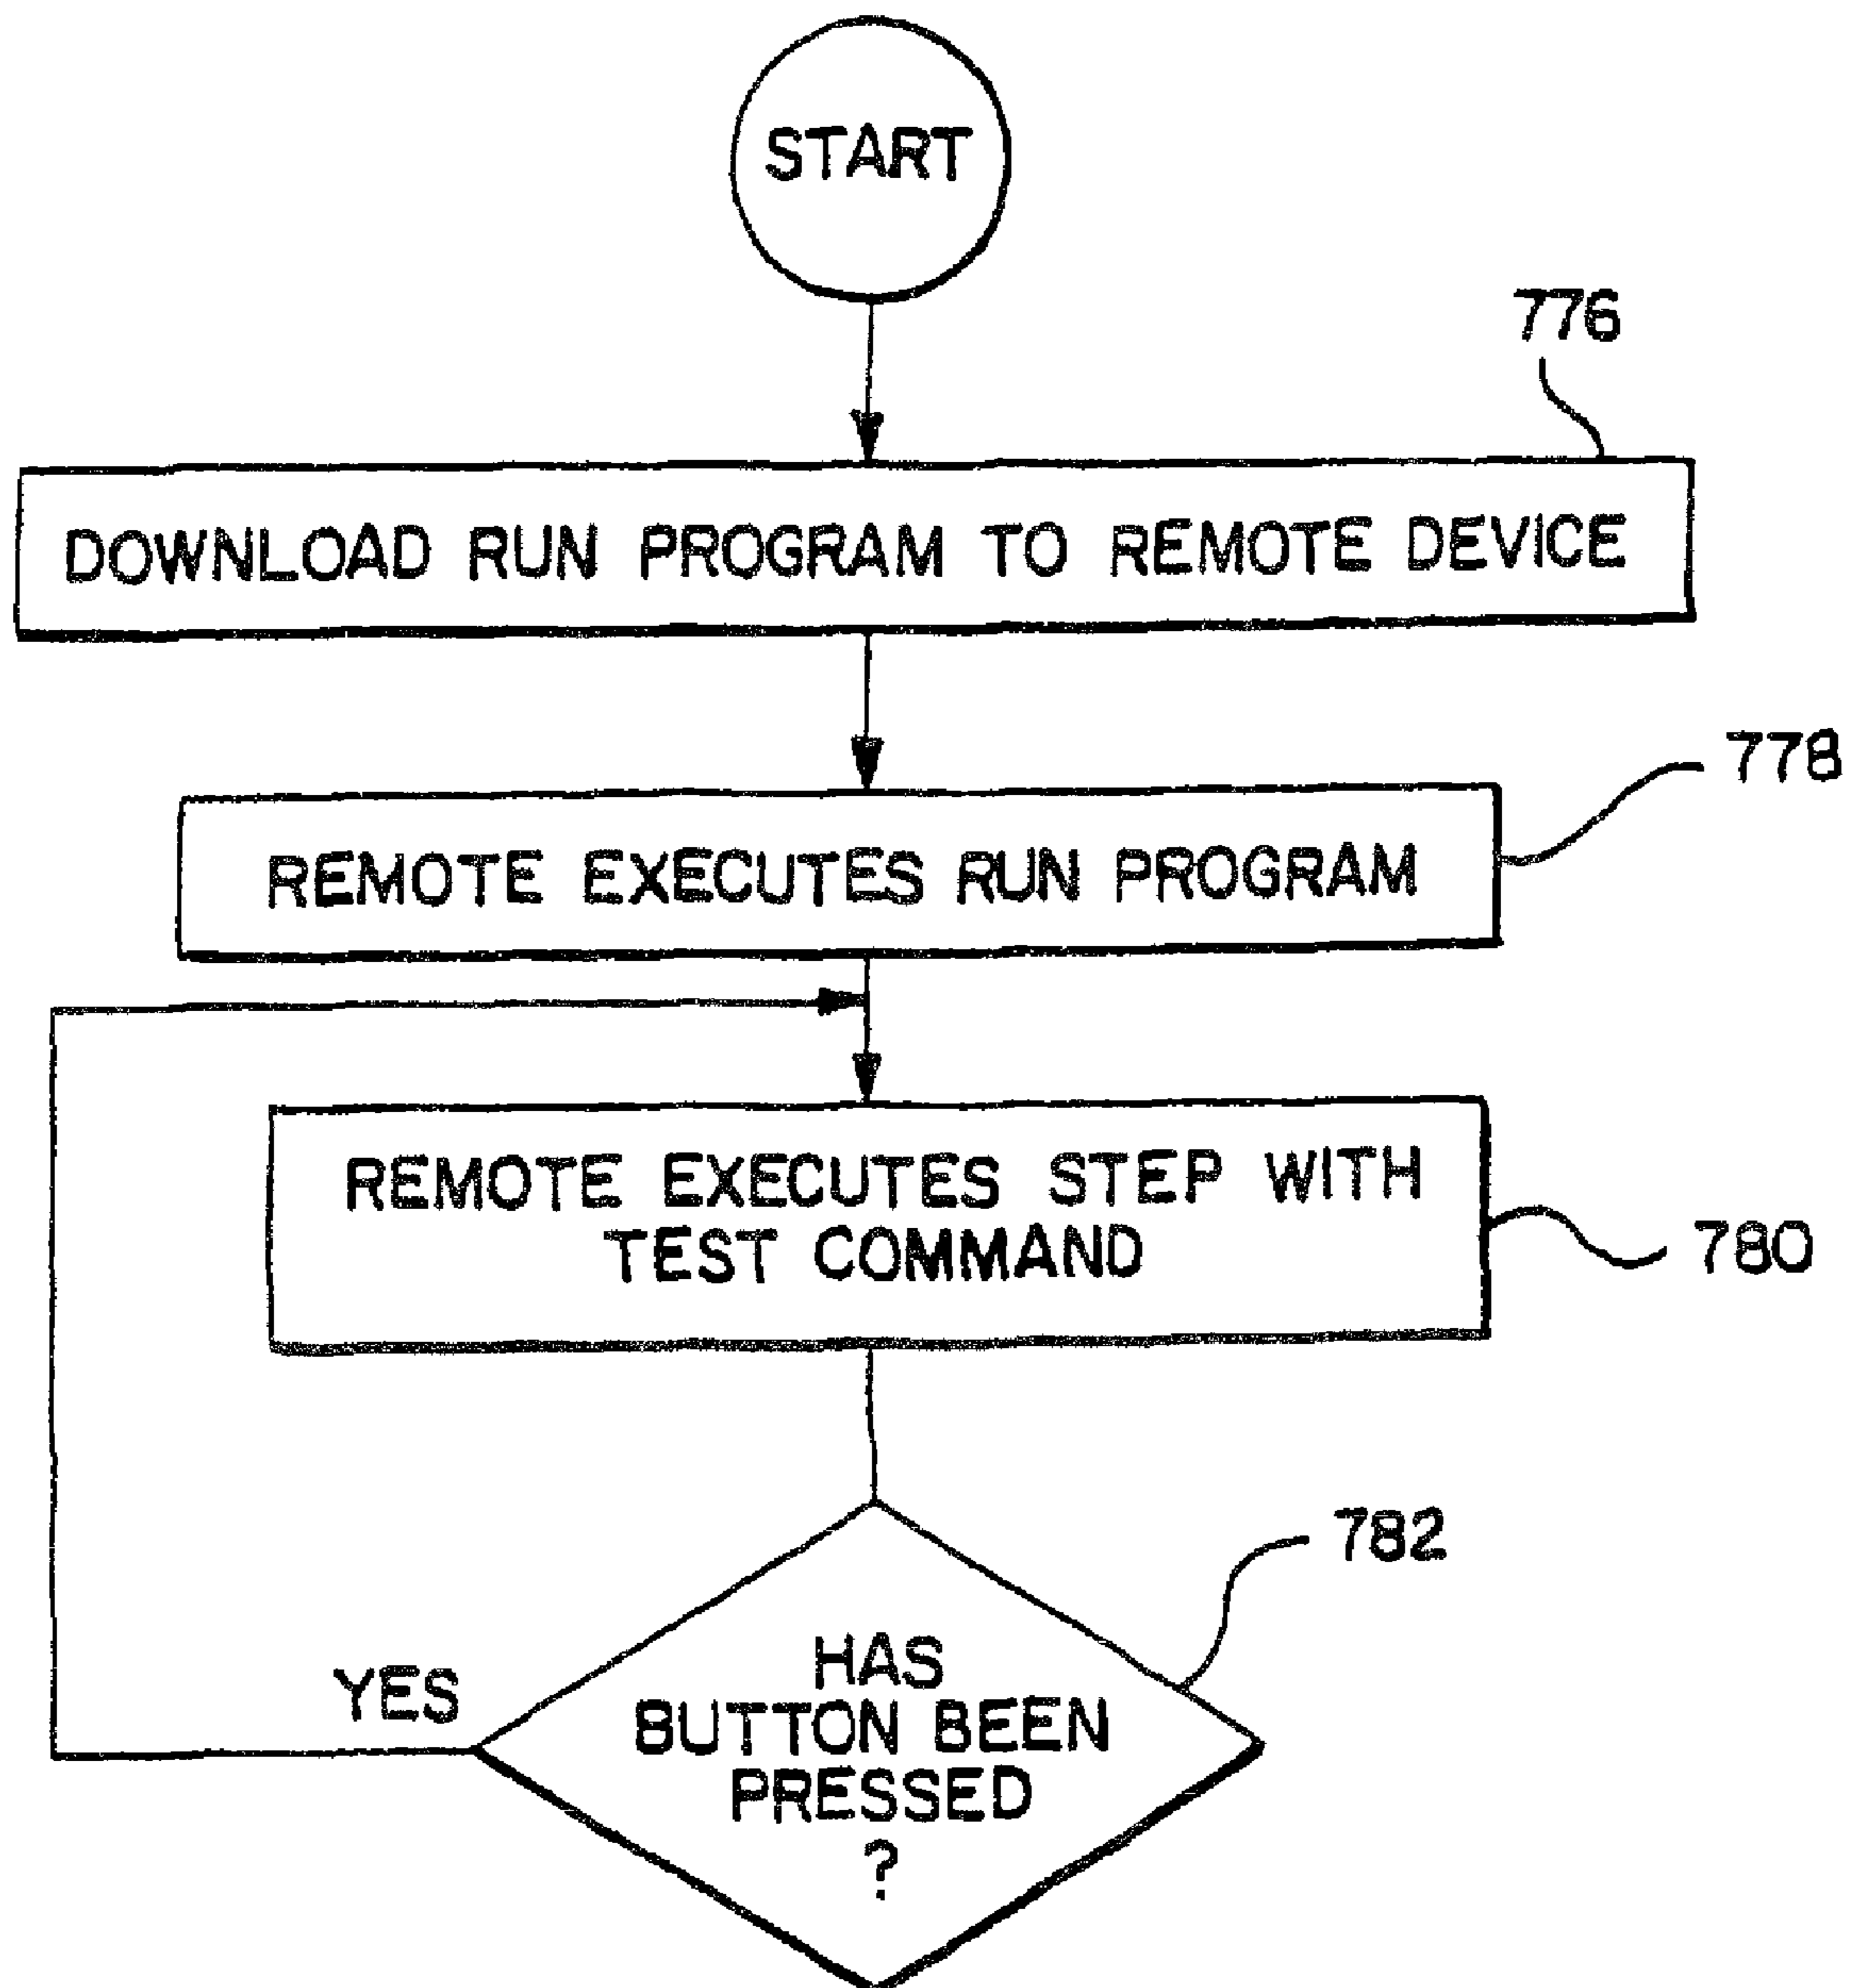 START
776
DOWNLOAD RUN PROGRAM TO REMOTE DEVICE
778
REMOTE EXECUTES RUN PROGRAM
REMOTE EXECUTES STEP WITH
TEST COMMAND
780
782
YES
HAS
BUTTON BEEN
PRESSED
?